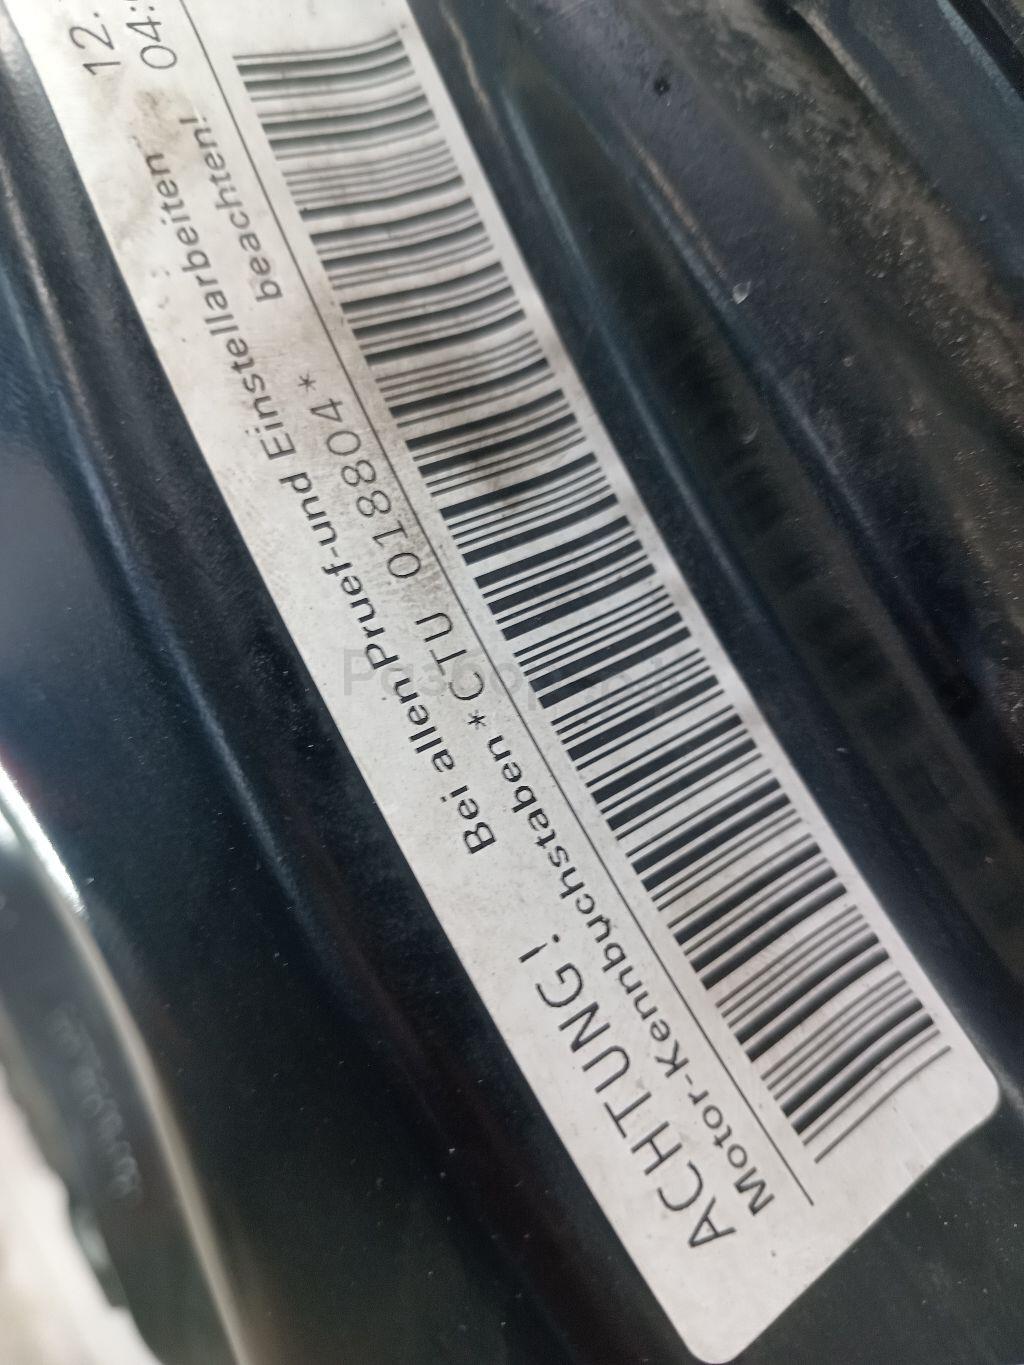 ACHTUNG! Bei allen Pruef-und Einstellarbeiten 12.
Motor-Kennbuchstaben *CTU 018804* beachten! 04: